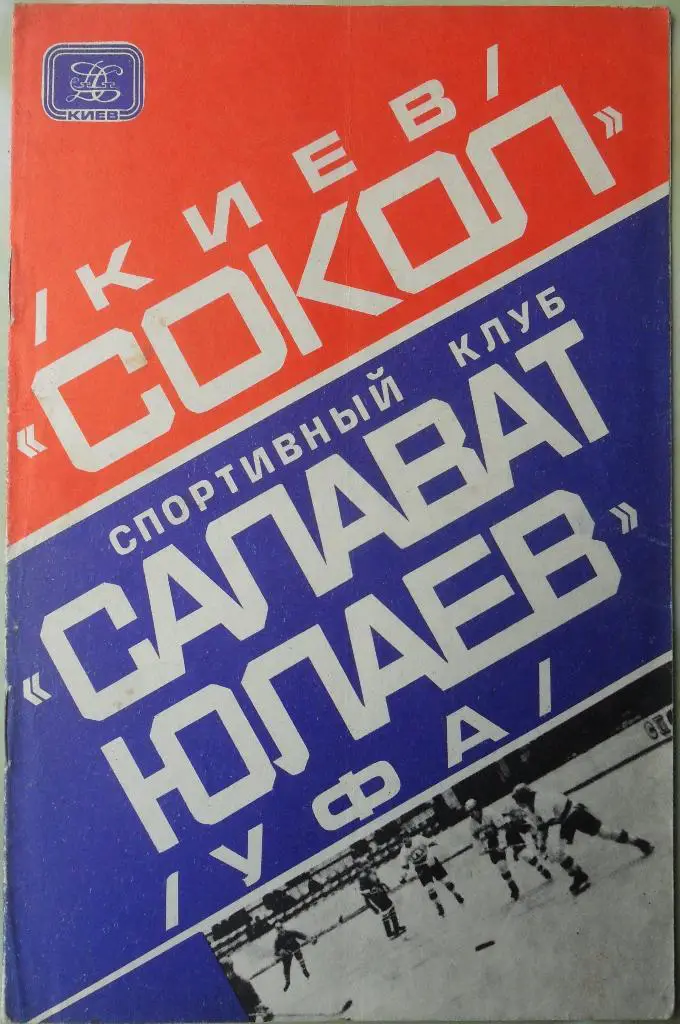 КИЕВ
/КИЕВ/
«СОКОЛ»
СПОРТИВНЫЙ КЛУБ
«САЛАВАТ
ЮЛАЕВ»
/УФА/